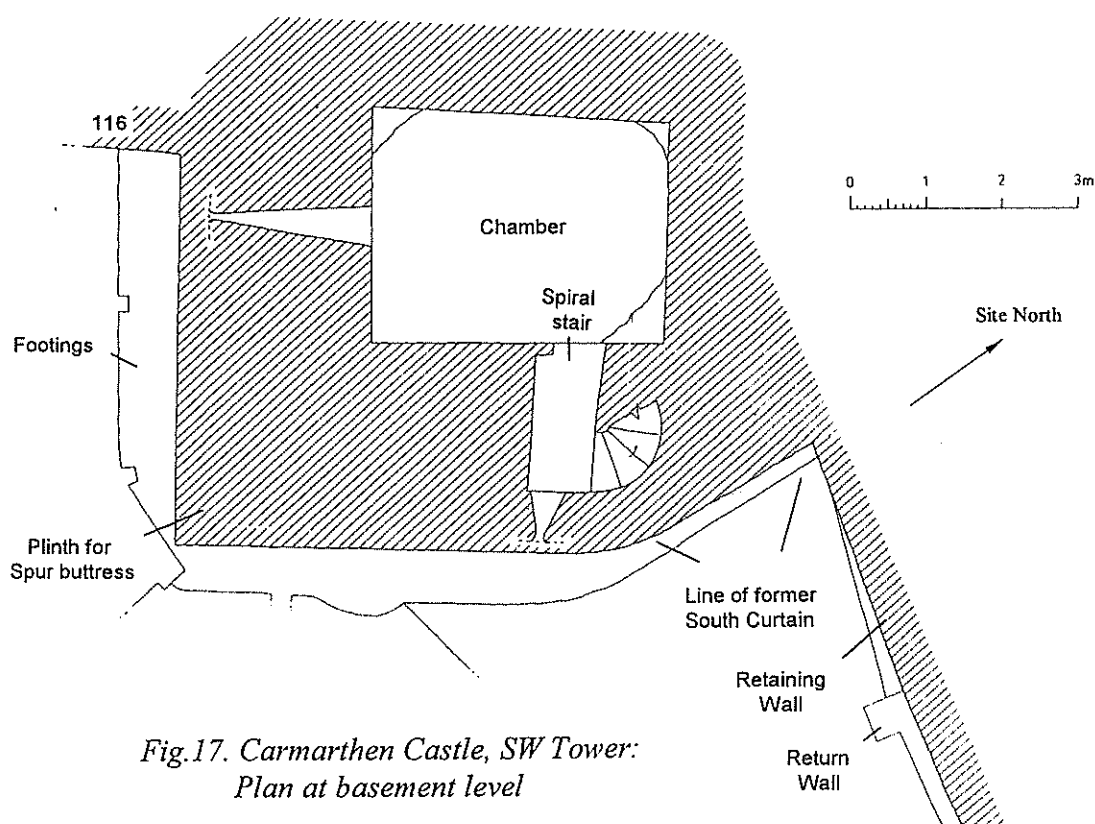 116
0 1 2 3m
Chamber
Spiral
stair
Site North
Footings
Plinth for
Spur buttress
Line of former
South Curtain
Retaining
Wall
Return
Wall
Fig.17. Carmarthen Castle, SW Tower:
Plan at basement level